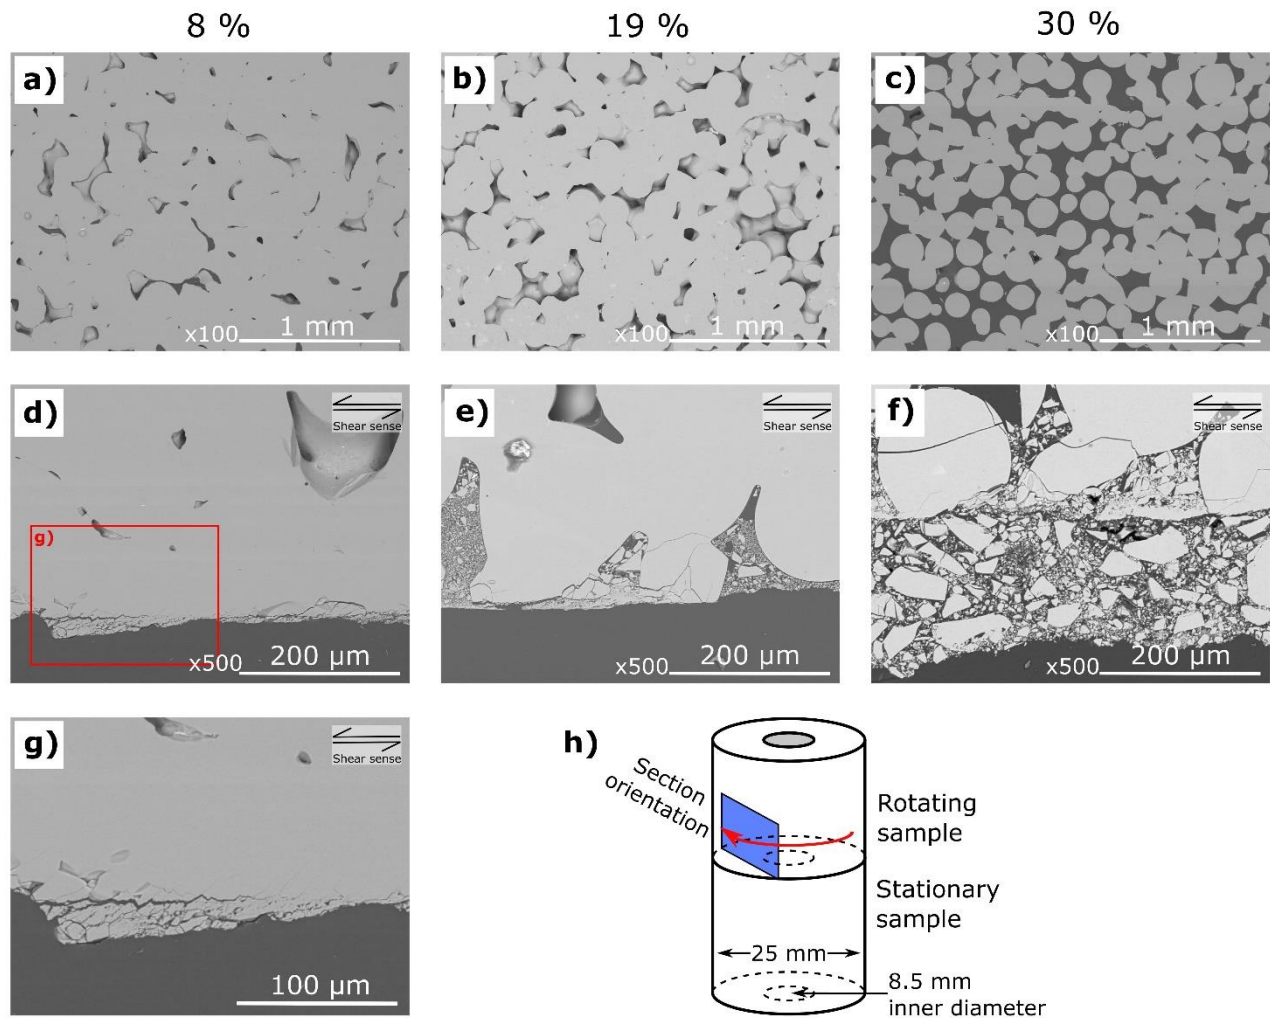 8 %
19 %
30 %
a)
x100
1 mm
b)
x100
1 mm
c)
x100
1 mm
d)
Shear sense
g)
x500
200 µm
e)
Shear sense
x500
200 µm
f)
Shear sense
x500
200 µm
g)
Shear sense
100 µm
h)
Section
orientation
Rotating
sample
Stationary
sample
25 mm
8.5 mm
inner diameter